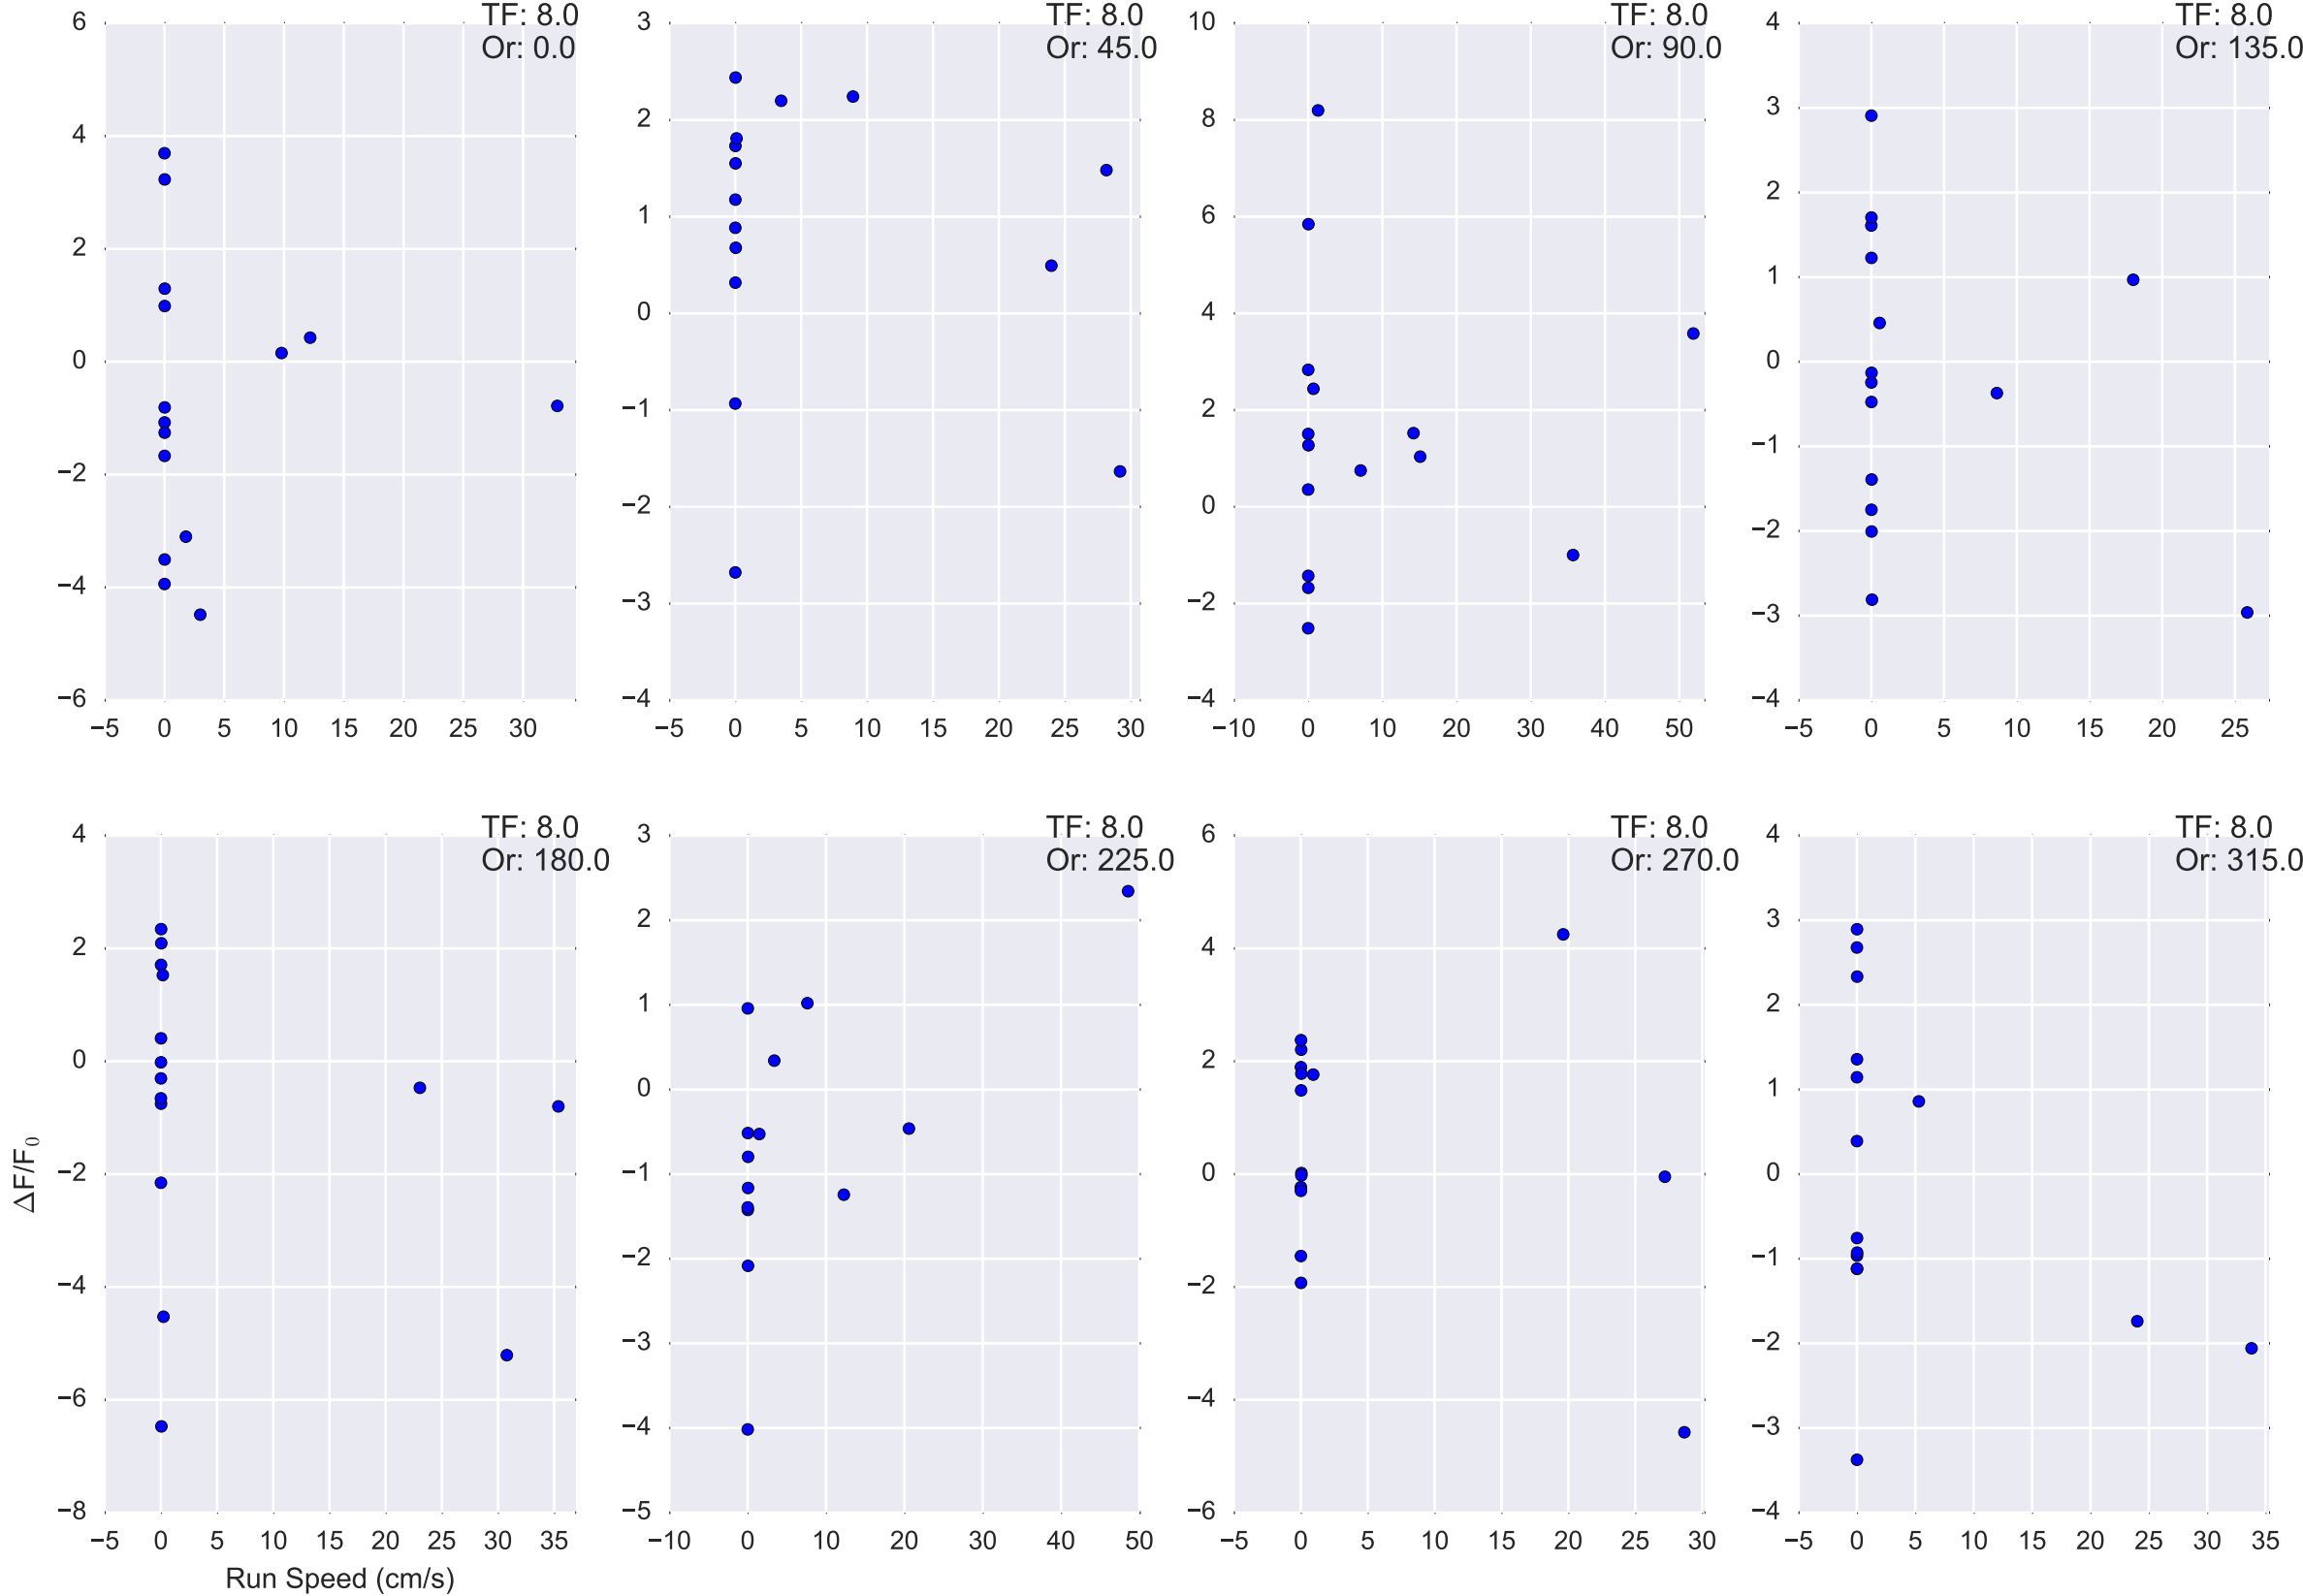 TF: 8.0
Or: 0.0
6
4
2
0
−2
−4
−6
−5 0 5 10 15 20 25 30
TF: 8.0
Or: 45.0
3
2
1
0
−1
−2
−3
−4
−5 0 5 10 15 20 25 30
TF: 8.0
Or: 90.0
10
8
6
4
2
0
−2
−4
−10 0 10 20 30 40 50
TF: 8.0
Or: 135.0
4
3
2
1
0
−1
−2
−3
−4
−5 0 5 10 15 20 25
TF: 8.0
Or: 180.0
4
2
0
−2
−4
−6
−8
ΔF/F₀
−5 0 5 10 15 20 25 30 35
Run Speed (cm/s)
TF: 8.0
Or: 225.0
3
2
1
0
−1
−2
−3
−4
−5
−10 0 10 20 30 40 50
TF: 8.0
Or: 270.0
6
4
2
0
−2
−4
−6
−5 0 5 10 15 20 25 30
TF: 8.0
Or: 315.0
4
3
2
1
0
−1
−2
−3
−4
−5 0 5 10 15 20 25 30 35